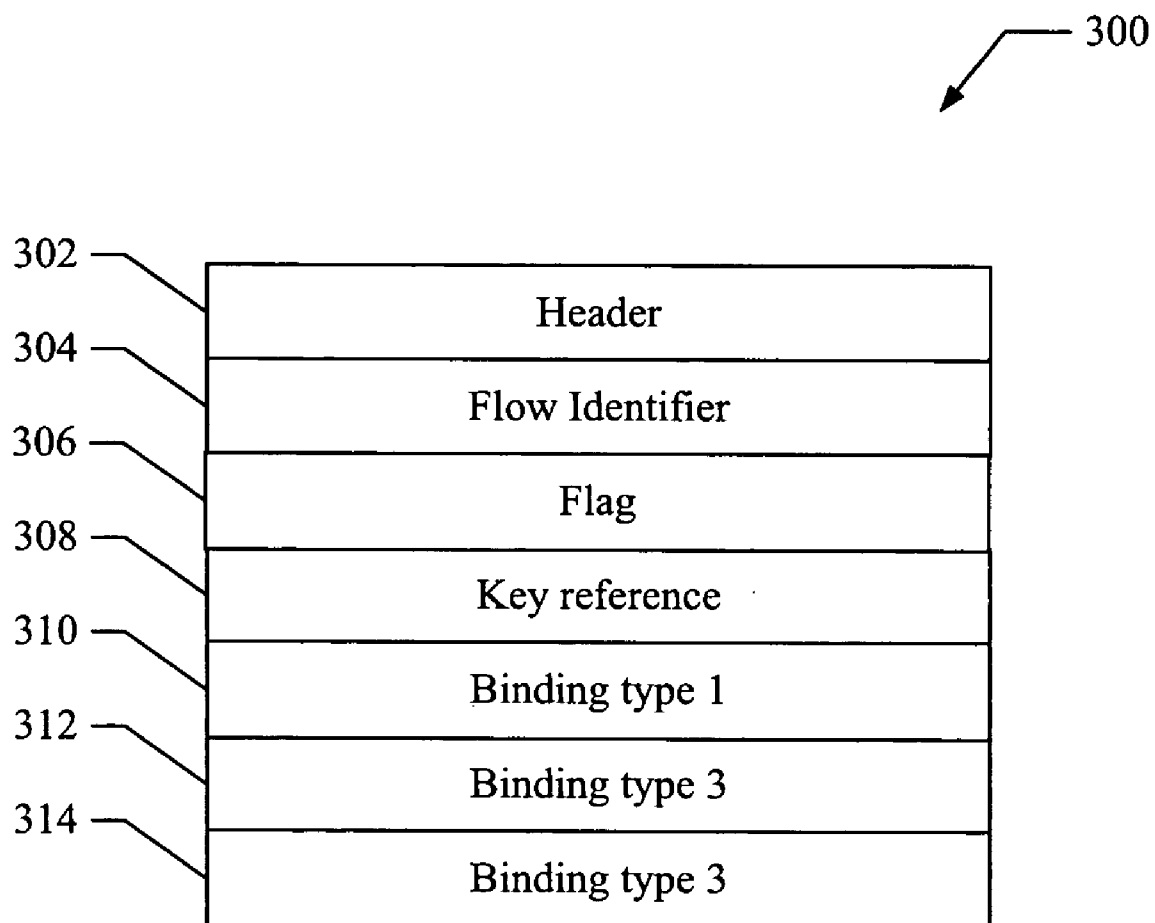 300
302
Header
304
Flow Identifier
306
Flag
308
Key reference
310
Binding type 1
312
Binding type 3
314
Binding type 3